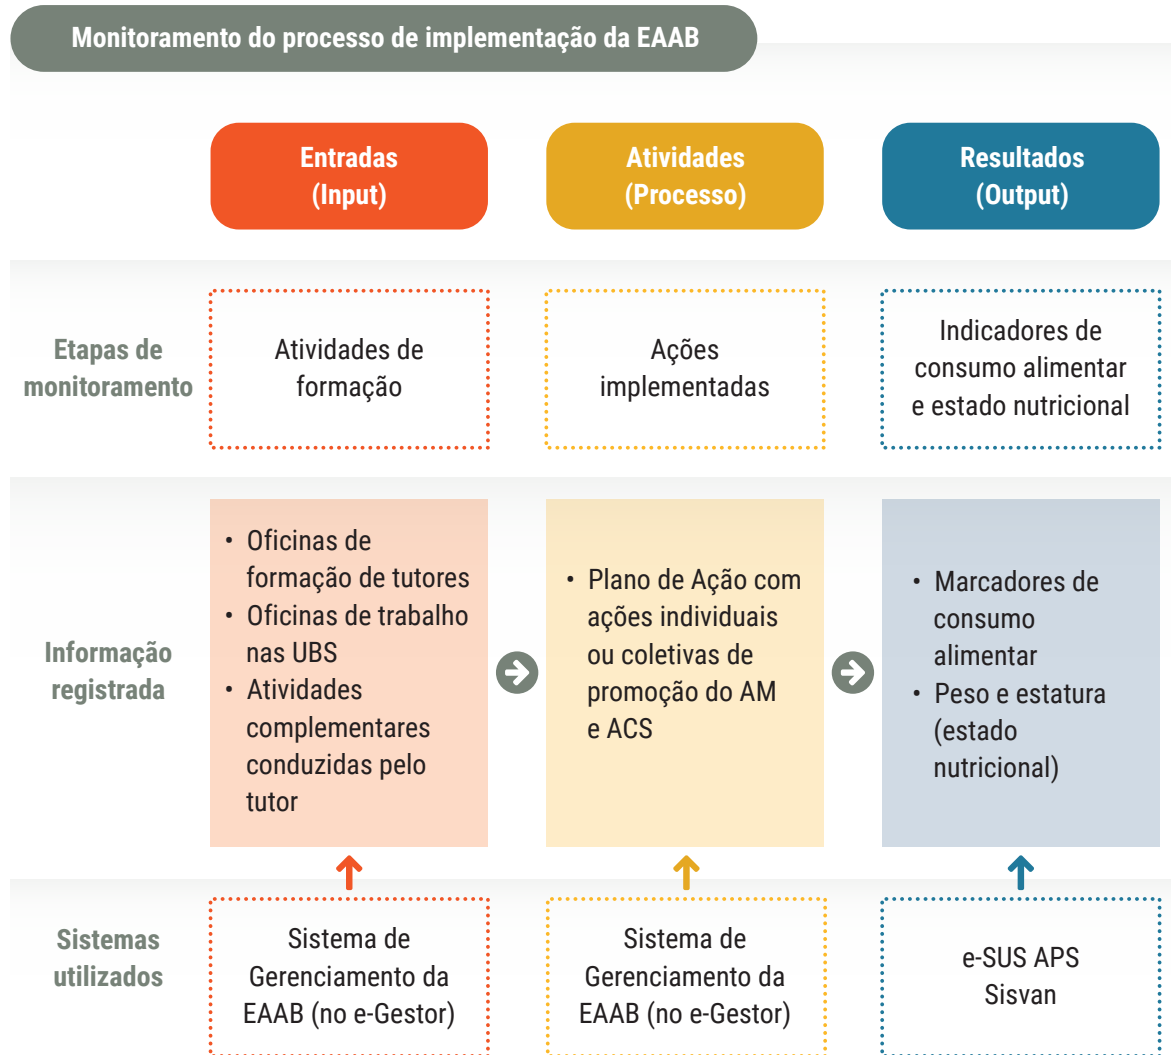 Monitoramento do processo de implementação da EAAB
Entradas
(Input)
Atividades
(Processo)
Resultados
(Output)
Etapas de
monitoramento
Atividades de
formação
Ações
implementadas
Indicadores de
consumo alimentar
e estado nutricional
Informação
registrada
• Oficinas de
formação de tutores
• Oficinas de trabalho
nas UBS
• Atividades
complementares
conduzidas pelo
tutor
• Plano de Ação com
ações individuais
ou coletivas de
promoção do AM
e ACS
• Marcadores de
consumo
alimentar
• Peso e estatura
(estado
nutricional)
Sistemas
utilizados
Sistema de
Gerenciamento da
EAAB (no e-Gestor)
Sistema de
Gerenciamento da
EAAB (no e-Gestor)
e-SUS APS
Sisvan